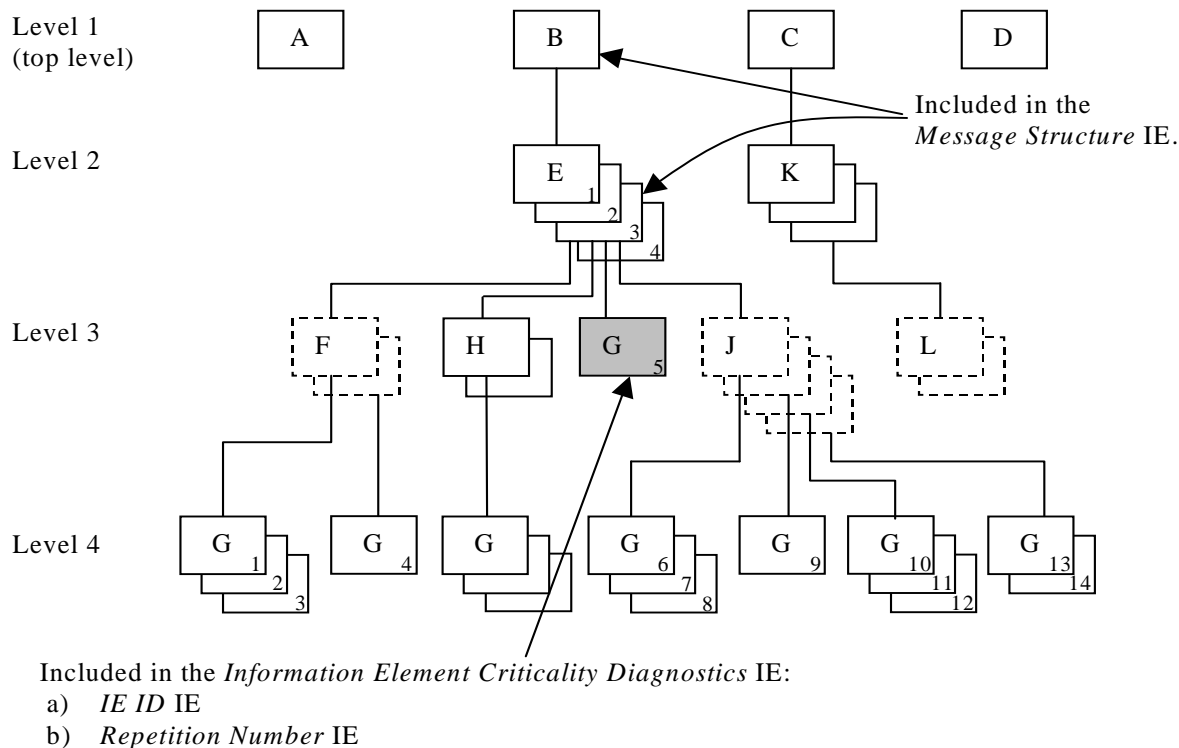 Level 1
(top level)
A
B
C
D
Included in the
Message Structure IE.
Level 2
E
1
2
3
4
K
Level 3
F
H
G
5
J
L
Level 4
G
1
2
3
G
4
G
G
6
7
8
G
9
G
10
11
12
G
13
14
Included in the Information Element Criticality Diagnostics IE:
a) IE ID IE
b) Repetition Number IE